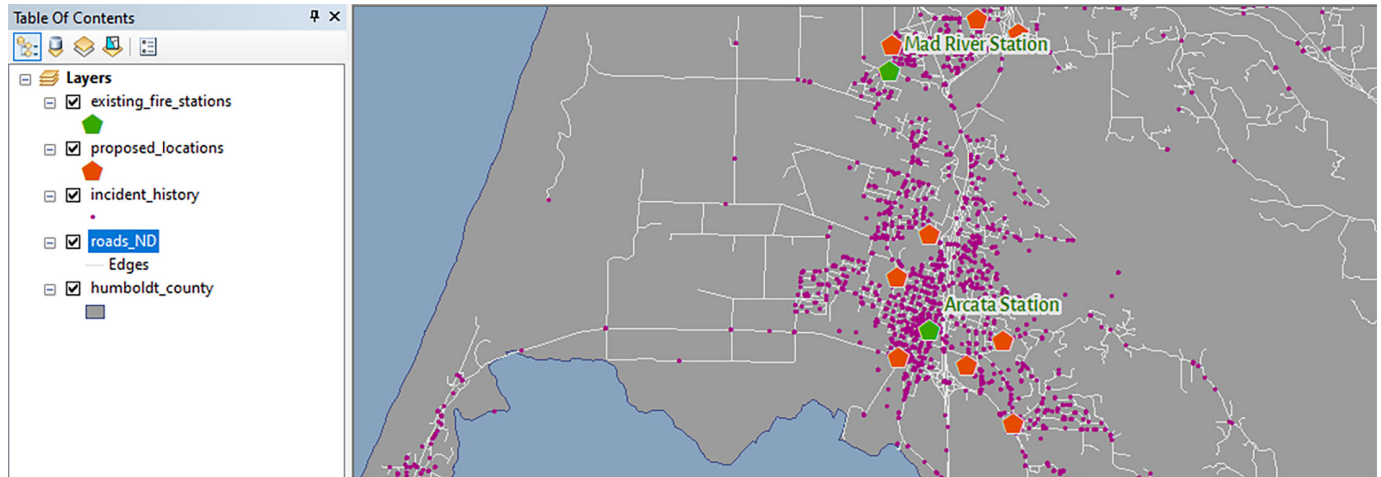 Table Of Contents
Layers
existing_fire_stations
proposed_locations
incident_history
roads_ND
Edges
humboldt_county
Mad River Station
Arcata Station